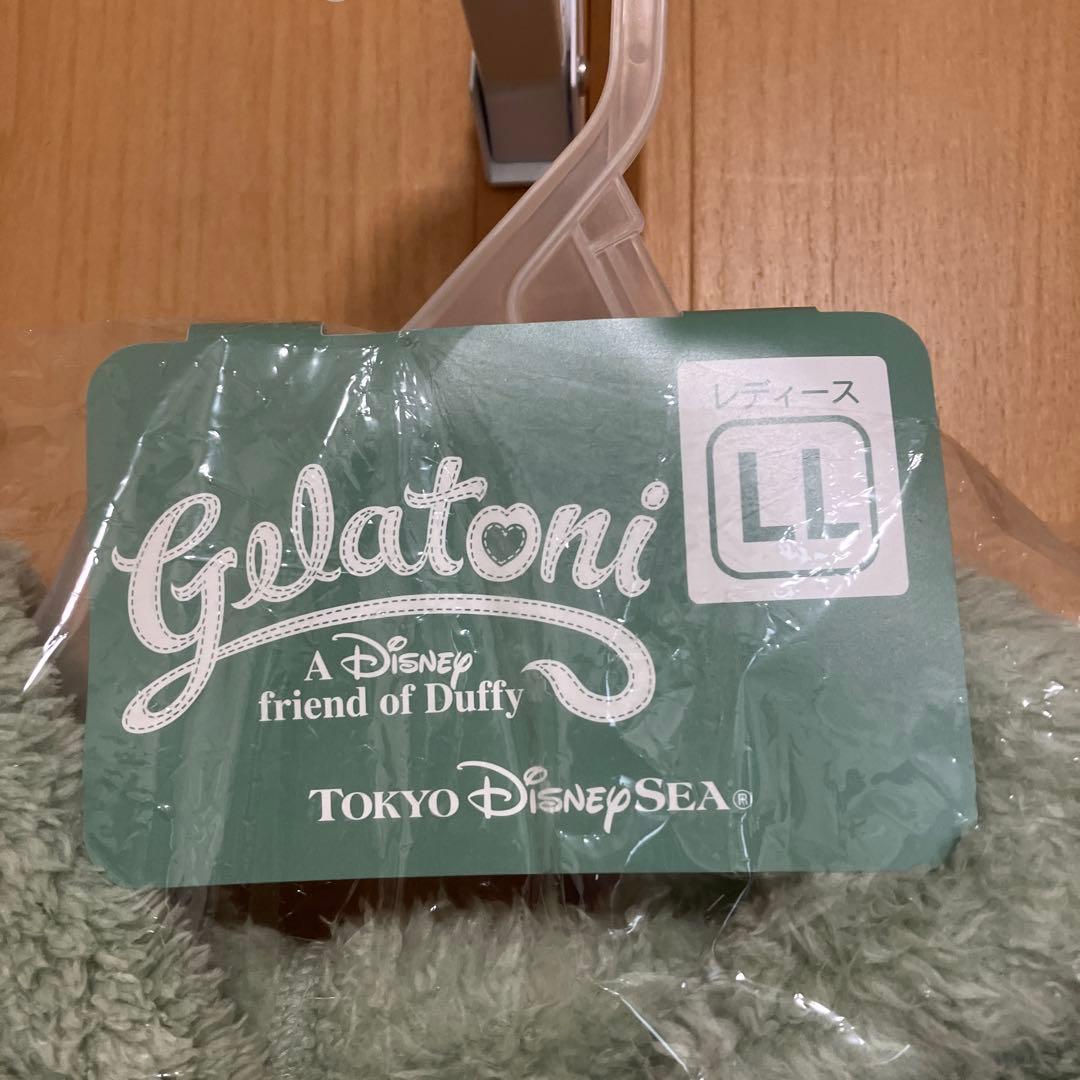 レディース
LL
Gelatoni
A Disney
friend of Duffy
TOKYO DISNEYSEA®